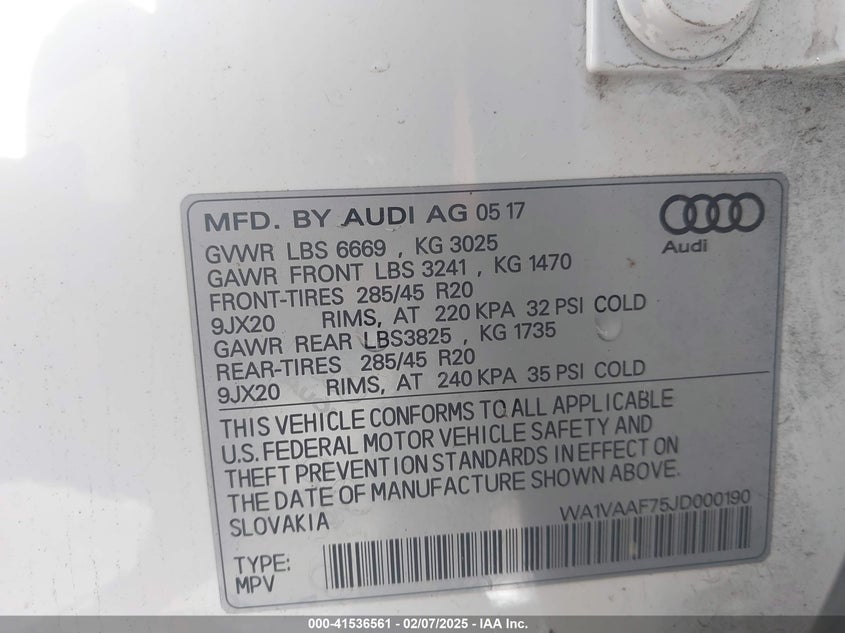 MFD. BY AUDI AG 05 17
Audi
GVWR LBS 6669 , KG 3025
GAWR FRONT LBS 3241 , KG 1470
FRONT-TIRES 285/45 R20
9JX20 RIMS, AT 220 KPA 32 PSI COLD
GAWR REAR LBS3825 , KG 1735
REAR-TIRES 285/45 R20
9JX20 RIMS, AT 240 KPA 35 PSI COLD
THIS VEHICLE CONFORMS TO ALL APPLICABLE
U.S. FEDERAL MOTOR VEHICLE SAFETY AND
THEFT PREVENTION STANDARDS IN EFFECT ON
THE DATE OF MANUFACTURE SHOWN ABOVE.
SLOVAKIA
WA1VAAF75JD000190
TYPE:
MPV
000-41536561 - 02/07/2025 - IAA Inc.